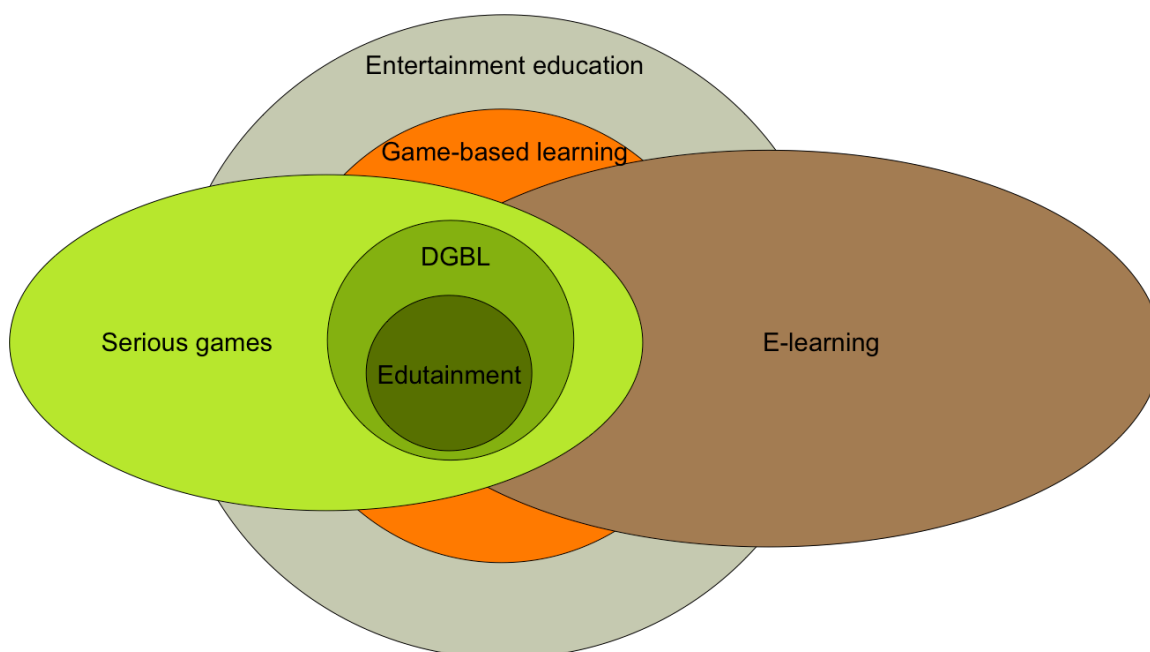 Entertainment education
Game-based learning
DGBL
Serious games
E-learning
Edutainment